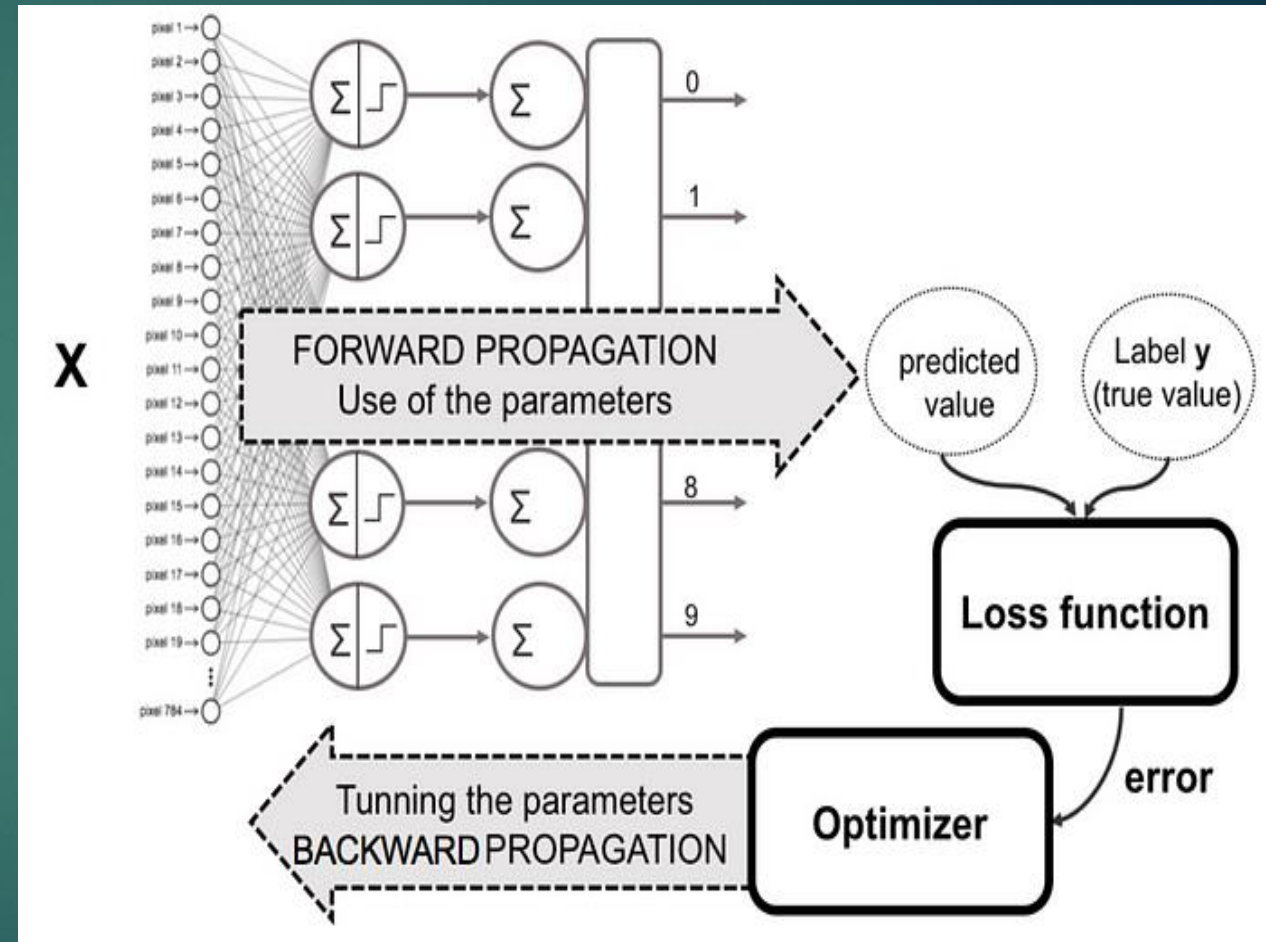 pixel 1→
pixel 2→
pixel 3→
pixel 4→
pixel 5→
pixel 6→
pixel 7→
pixel 8→
pixel 9→
pixel 10→
pixel 11→
pixel 12→
pixel 13→
pixel 14→
pixel 15→
pixel 16→
pixel 17→
pixel 18→
pixel 19→
pixel 784→
X
Σ Σ 0
Σ Σ 1
FORWARD PROPAGATION
Use of the parameters
Σ Σ 8
Σ Σ 9
predicted
value
Label y
(true value)
Loss function
error
Optimizer
Tunning the parameters
BACKWARD PROPAGATION